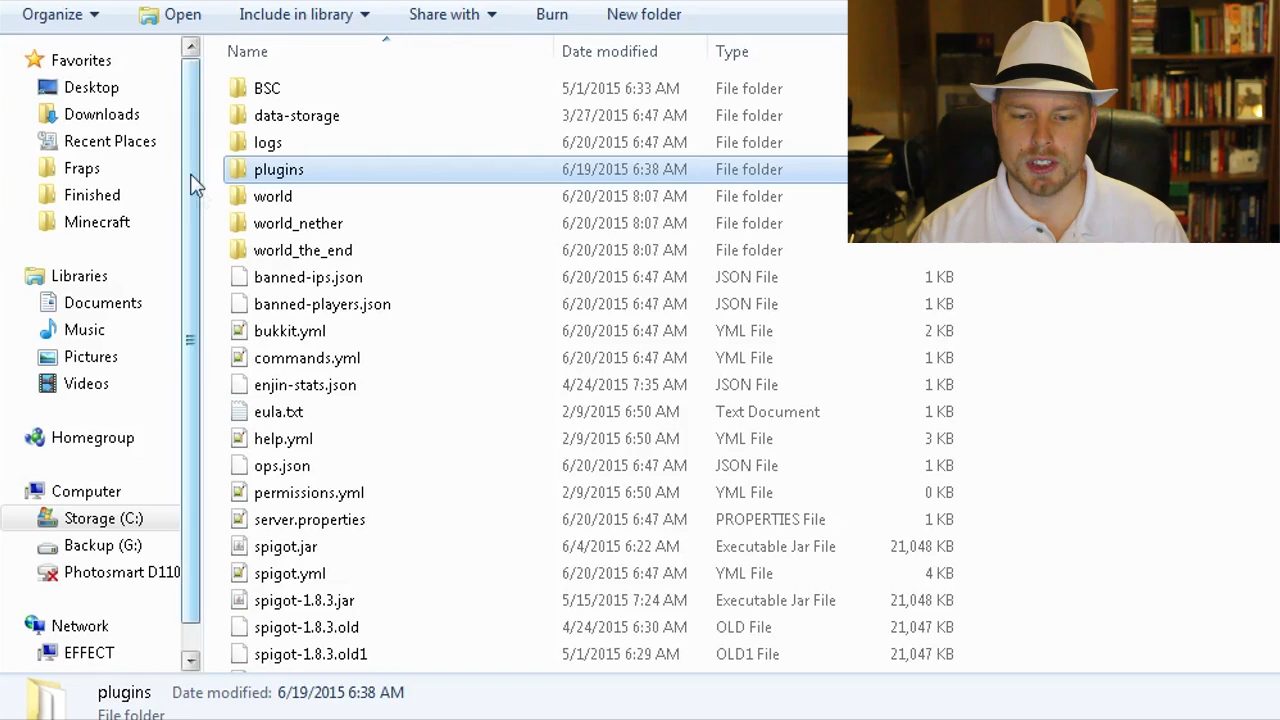 Organize Open Include in library Share with Burn New folder
Favorites
Desktop
Downloads
Recent Places
Fraps
Finished
Minecraft
Libraries
Documents
Music
Pictures
Videos
Homegroup
Computer
Storage (C:)
Backup (G:)
Photosmart D110
Network
EFFECT
Name Date modified Type
BSC 5/1/2015 6:33 AM File folder
data-storage 3/27/2015 6:47 AM File folder
logs 6/20/2015 6:47 AM File folder
plugins 6/19/2015 6:38 AM File folder
world 6/20/2015 8:07 AM File folder
world_nether 6/20/2015 8:07 AM File folder
world_the_end 6/20/2015 8:07 AM File folder
banned-ips.json 6/20/2015 6:47 AM JSON File 1 KB
banned-players.json 6/20/2015 6:47 AM JSON File 1 KB
bukkit.yml 6/20/2015 6:47 AM YML File 2 KB
commands.yml 6/20/2015 6:47 AM YML File 1 KB
enjin-stats.json 4/24/2015 7:35 AM JSON File 1 KB
eula.txt 2/9/2015 6:50 AM Text Document 1 KB
help.yml 2/9/2015 6:50 AM YML File 3 KB
ops.json 6/20/2015 6:47 AM JSON File 1 KB
permissions.yml 2/9/2015 6:50 AM YML File 0 KB
server.properties 6/20/2015 6:47 AM PROPERTIES File 1 KB
spigot.jar 6/4/2015 6:22 AM Executable Jar File 21,048 KB
spigot.yml 6/20/2015 6:47 AM YML File 4 KB
spigot-1.8.3.jar 5/15/2015 7:24 AM Executable Jar File 21,048 KB
spigot-1.8.3.old 4/24/2015 6:30 AM OLD File 21,047 KB
spigot-1.8.3.old1 5/1/2015 6:29 AM OLD1 File 21,047 KB
plugins Date modified: 6/19/2015 6:38 AM
File folder